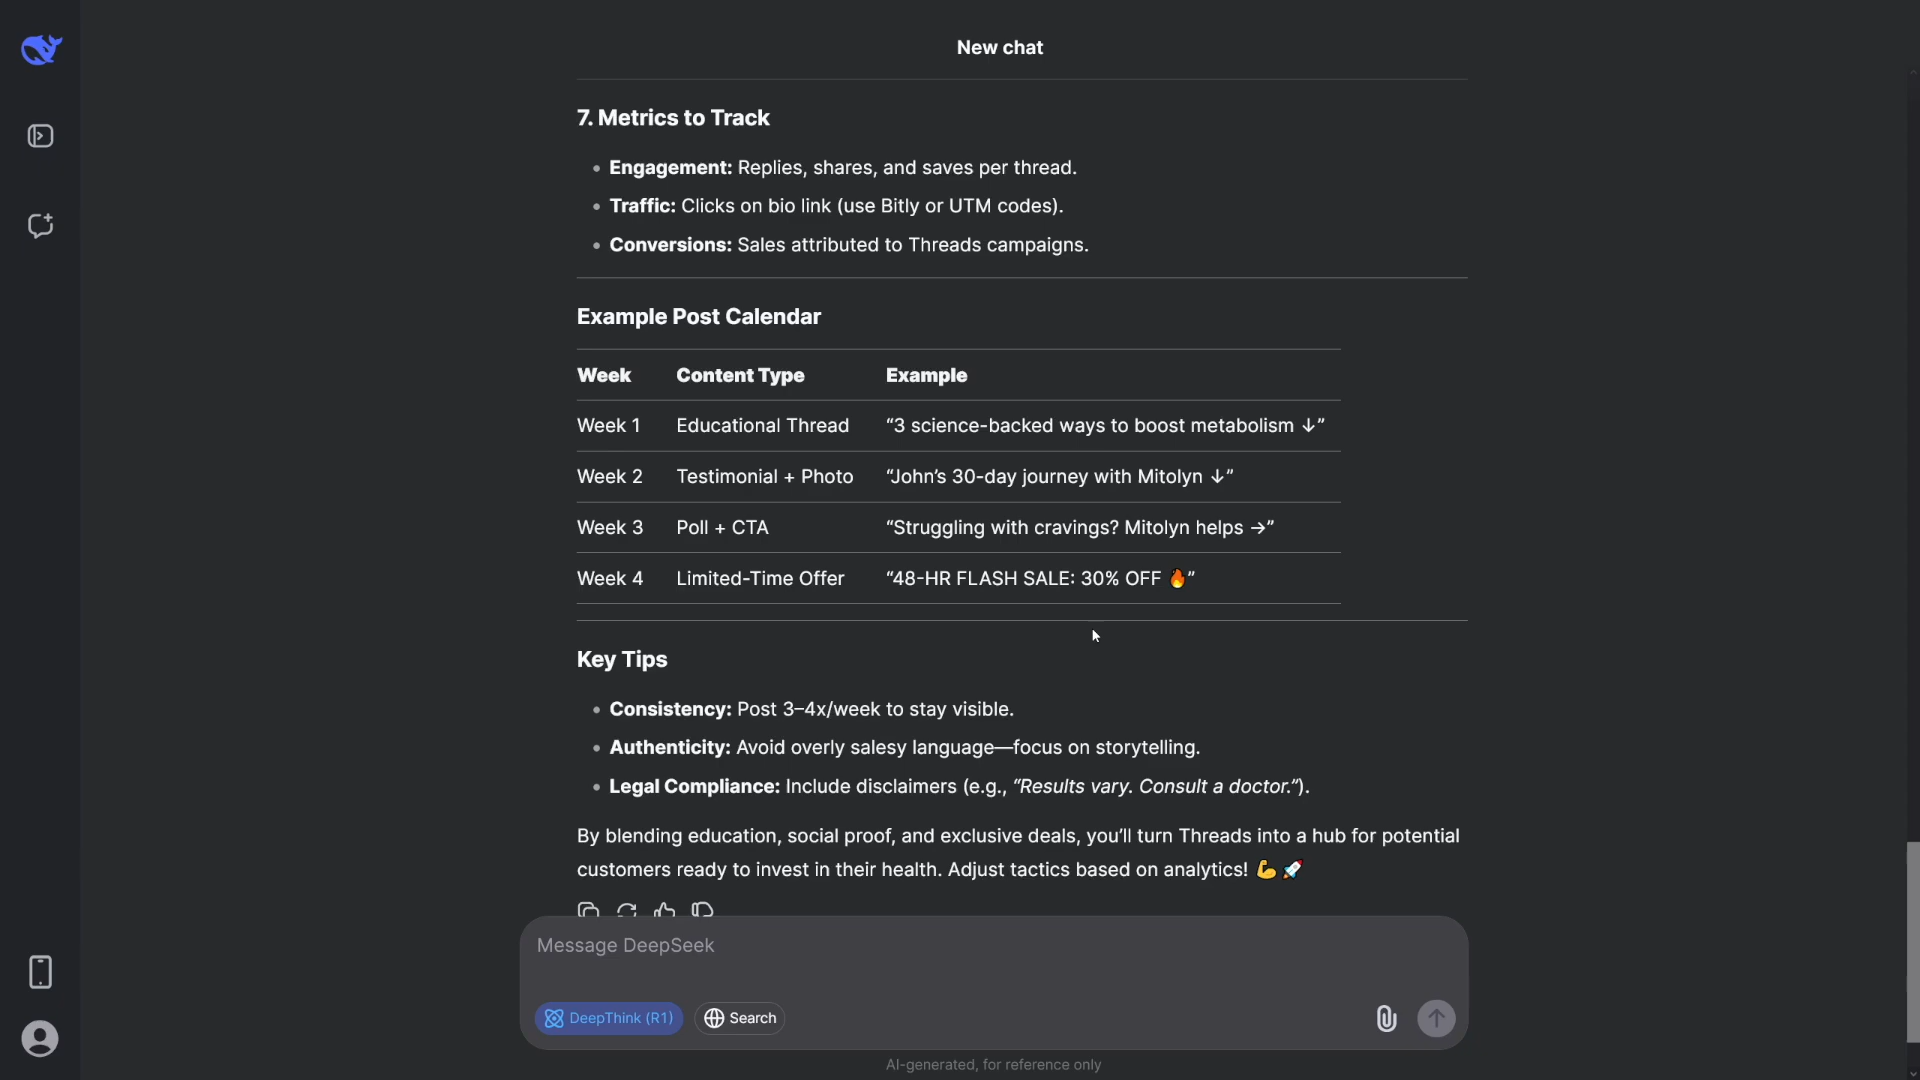 New chat
7. Metrics to Track
• Engagement: Replies, shares, and saves per thread.
• Traffic: Clicks on bio link (use Bitly or UTM codes).
• Conversions: Sales attributed to Threads campaigns.
Example Post Calendar
Week Content Type Example
Week 1 Educational Thread “3 science-backed ways to boost metabolism ↓”
Week 2 Testimonial + Photo “John’s 30-day journey with Mitolyn ↓”
Week 3 Poll + CTA “Struggling with cravings? Mitolyn helps →”
Week 4 Limited-Time Offer “48-HR FLASH SALE: 30% OFF 🔥”
Key Tips
• Consistency: Post 3–4x/week to stay visible.
• Authenticity: Avoid overly salesy language—focus on storytelling.
• Legal Compliance: Include disclaimers (e.g., “Results vary. Consult a doctor.”).
By blending education, social proof, and exclusive deals, you’ll turn Threads into a hub for potential
customers ready to invest in their health. Adjust tactics based on analytics! 💪🚀
Message DeepSeek
DeepThink (R1) Search
AI-generated, for reference only